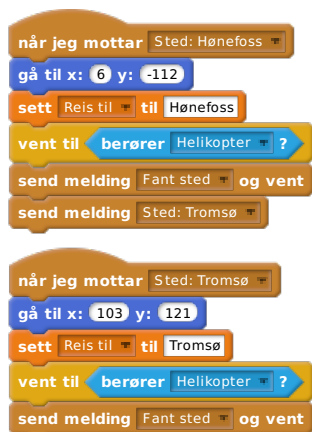 når jeg mottar Sted: Hønefoss
gå til x: 6 y: -112
sett Reis til til Hønefoss
vent til berører Helikopter ?
send melding Fant sted og vent
send melding Sted: Tromsø
når jeg mottar Sted: Tromsø
gå til x: 103 y: 121
sett Reis til til Tromsø
vent til berører Helikopter ?
send melding Fant sted og vent